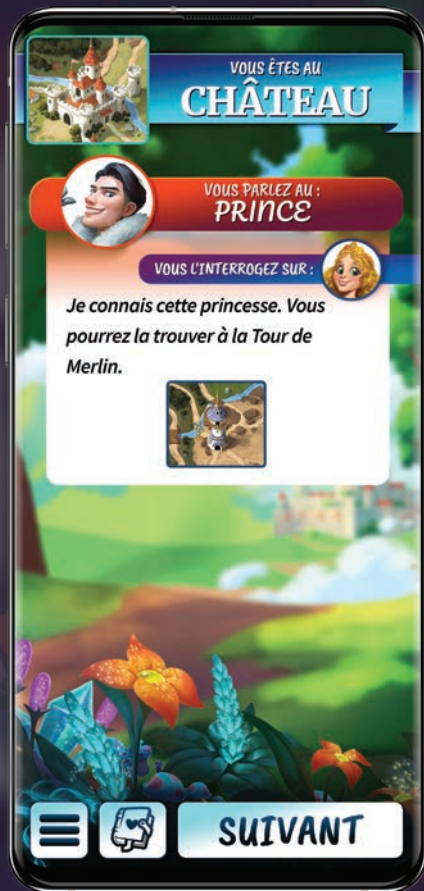 VOUS ÊTES AU
CHÂTEAU
VOUS PARLEZ AU :
PRINCE
VOUS L'INTERROGEZ SUR :
Je connais cette princesse. Vous
pourrez la trouver à la Tour de
Merlin.
SUIVANT